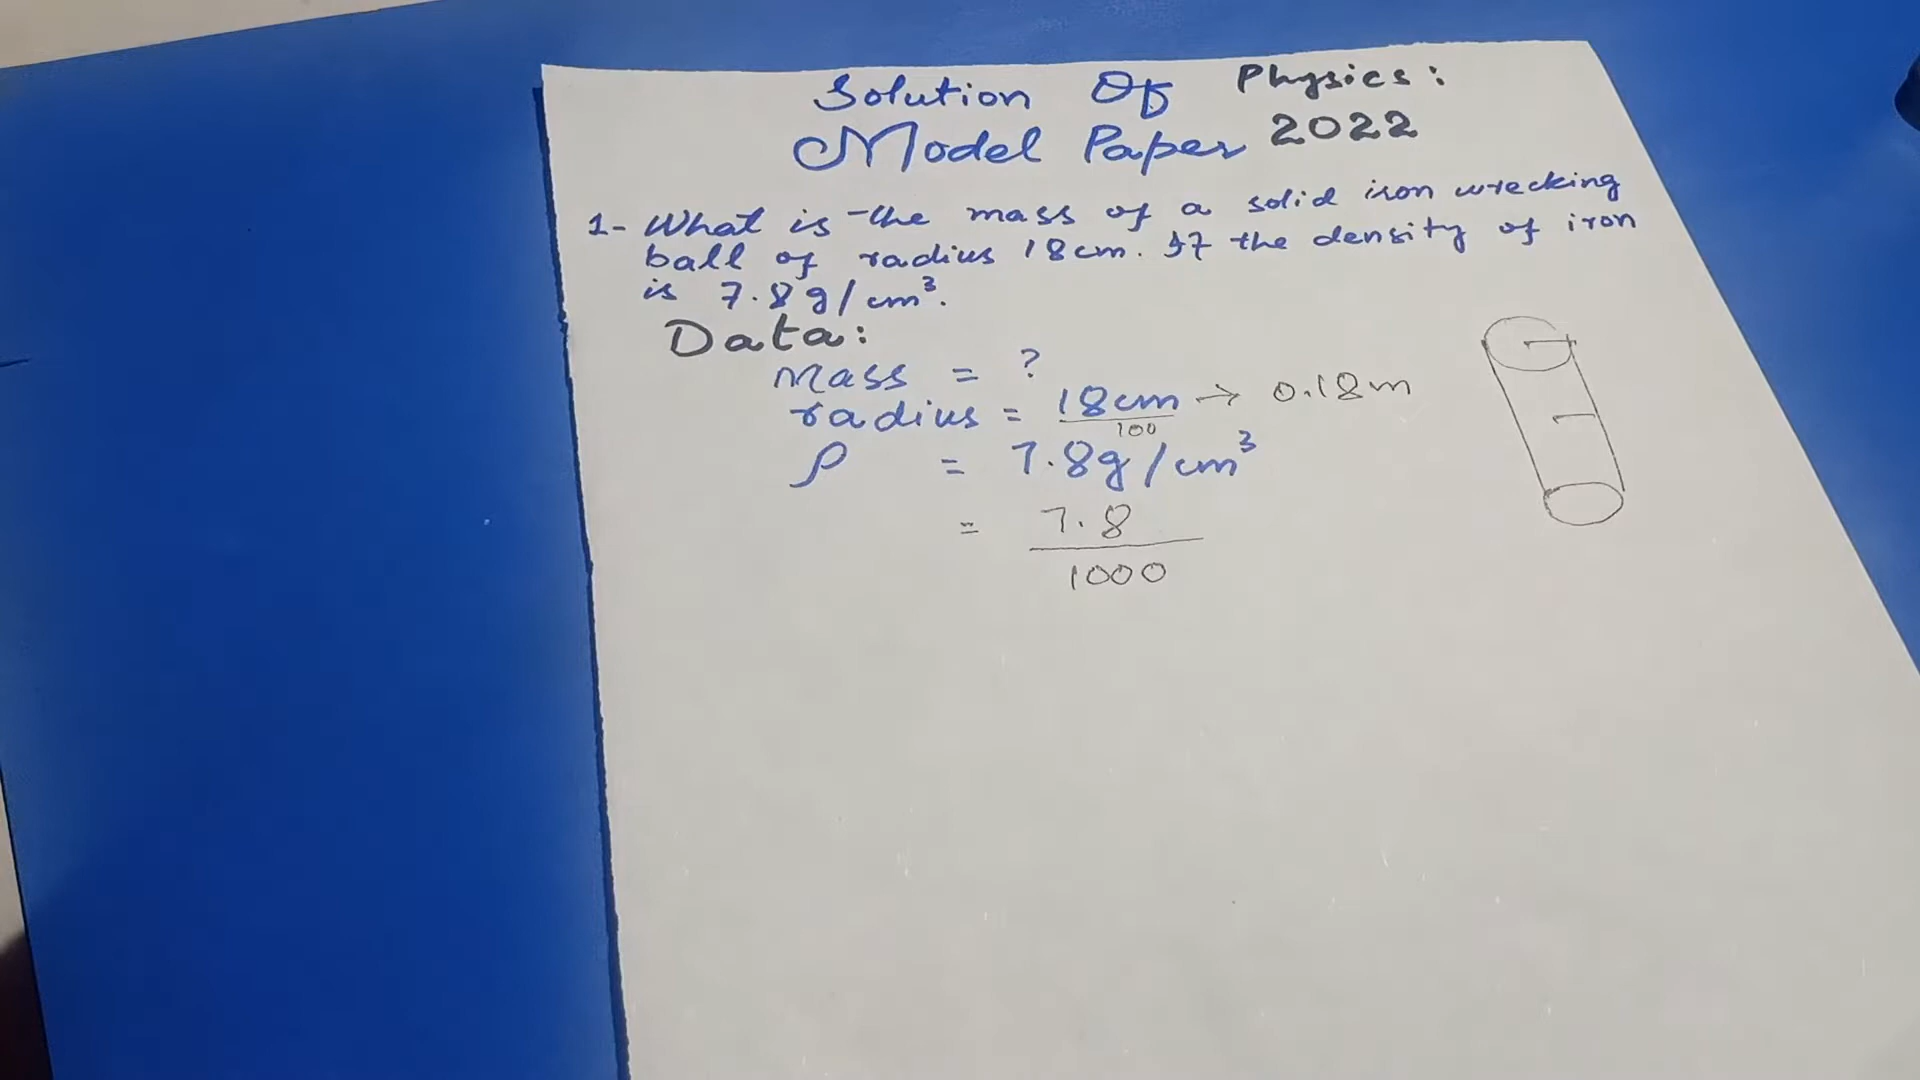 Solution Of Physics:
Model Paper 2022
1- What is the mass of a solid iron wrecking
ball of radius 18cm. If the density of iron
is 7.8g/cm³.
Data:
Mass = ?
radius = 18cm/100 → 0.18m
ρ = 7.8g/cm³
= 7.8
1000